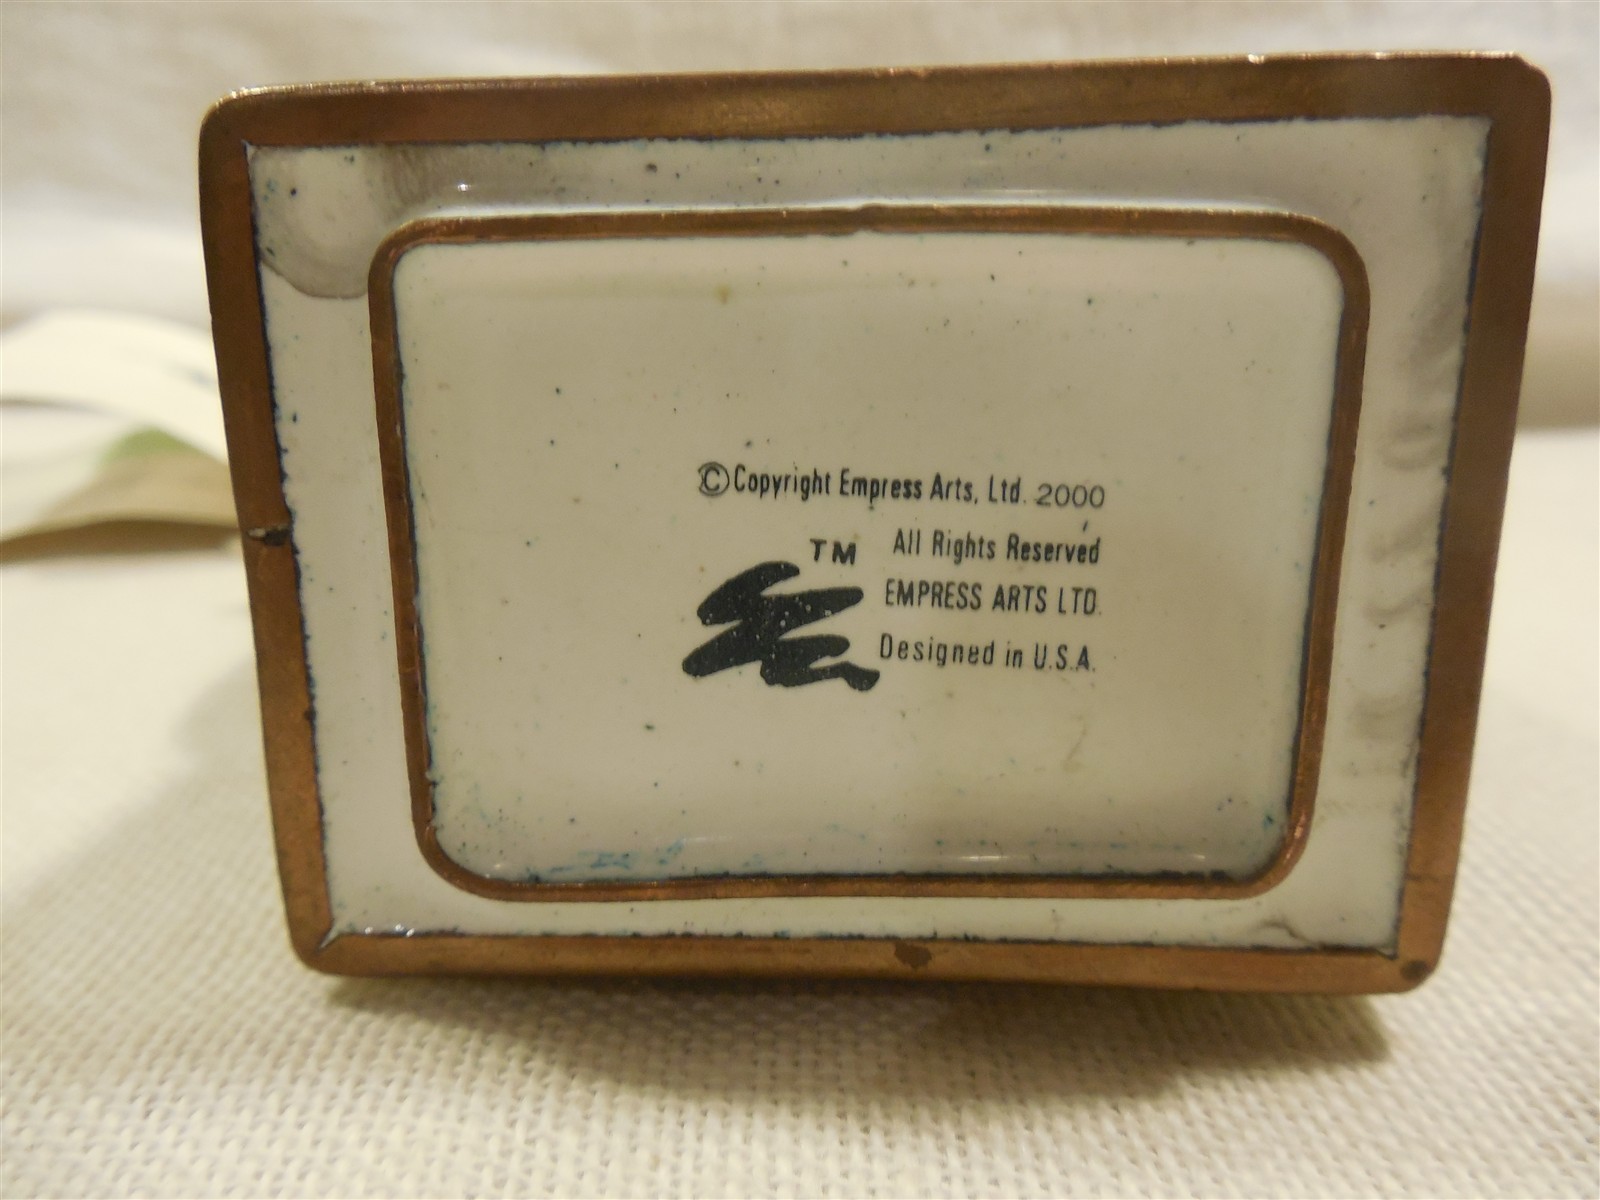 ©Copyright Empress Arts, Ltd. 2000
All Rights Reserved
TM
EMPRESS ARTS LTD.
Designed in U.S.A.